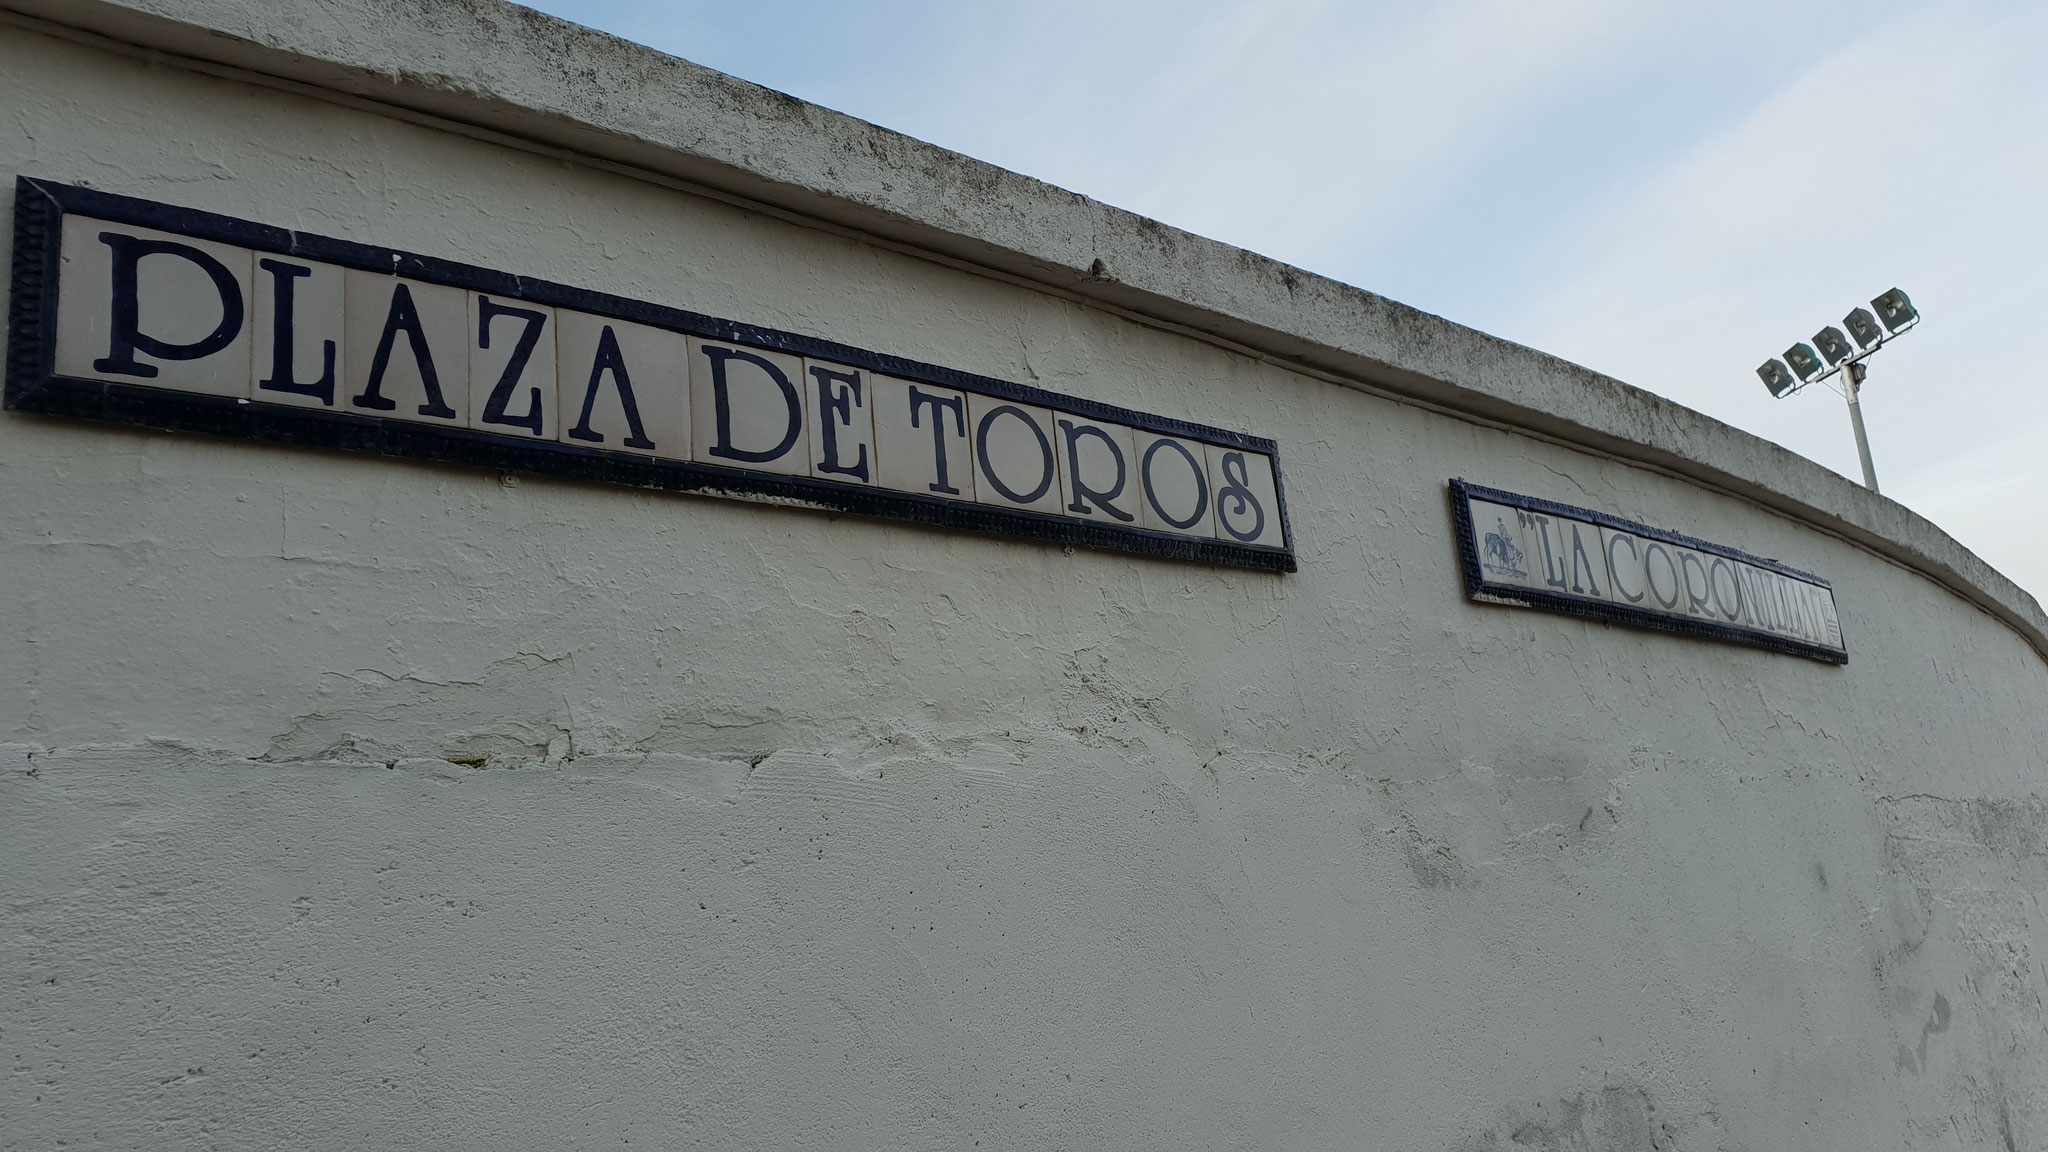 PLAZA DE TOROS
"LA CORONILLA"